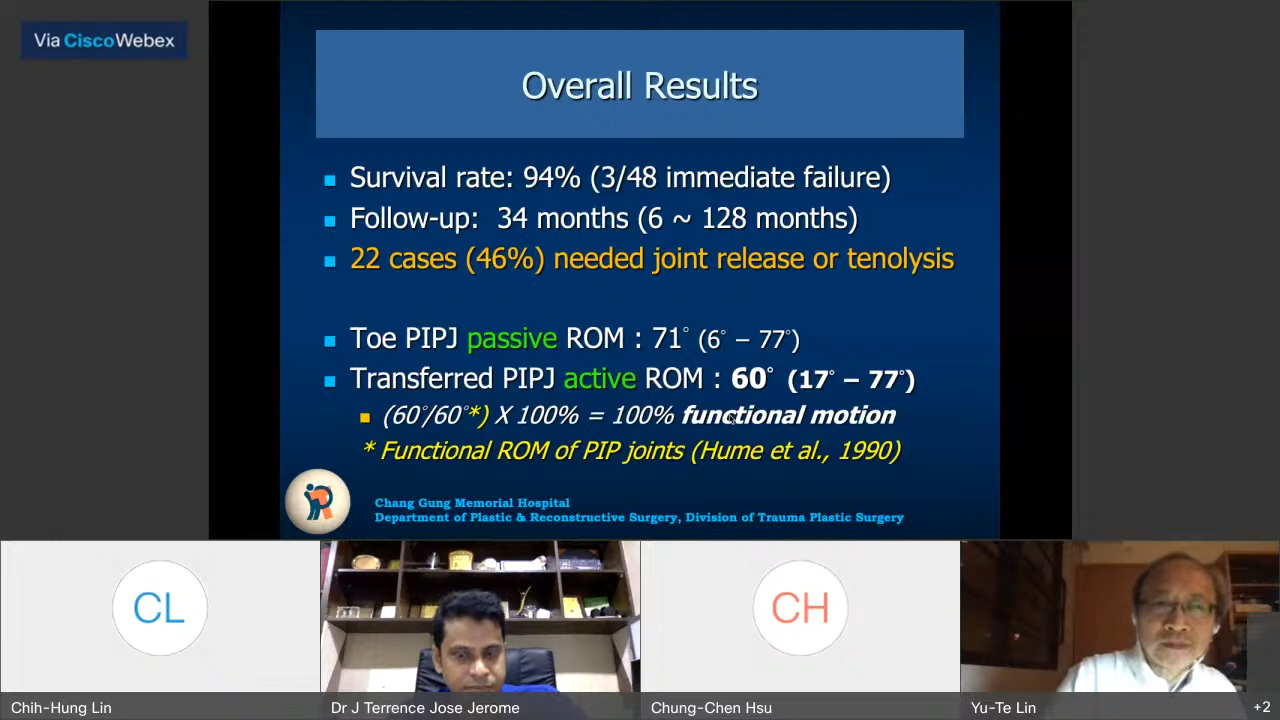 Via CiscoWebex
Overall Results
Survival rate: 94% (3/48 immediate failure)
Follow-up: 34 months (6 ~ 128 months)
22 cases (46%) needed joint release or tenolysis
Toe PIPJ passive ROM : 71° (6° – 77°)
Transferred PIPJ active ROM : 60° (17° – 77°)
(60°/60°*) X 100% = 100% functional motion
* Functional ROM of PIP joints (Hume et al., 1990)
Chang Gung Memorial Hospital
Department of Plastic & Reconstructive Surgery, Division of Trauma Plastic Surgery
CL
CH
Chih-Hung Lin
Dr J Terrence Jose Jerome
Chung-Chen Hsu
Yu-Te Lin
+2